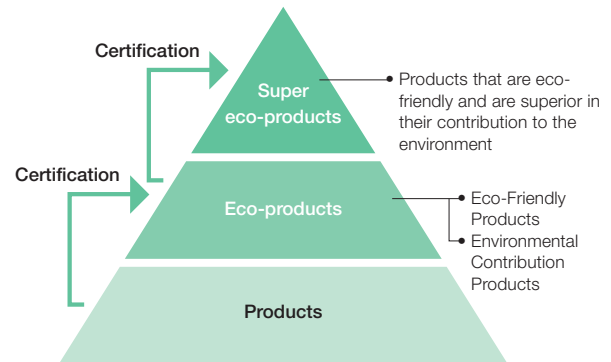 Certification
Super
eco-products
Products that are eco-
friendly and are superior in
their contribution to the
environment
Certification
Eco-products
Eco-Friendly
Products
Environmental
Contribution
Products
Products